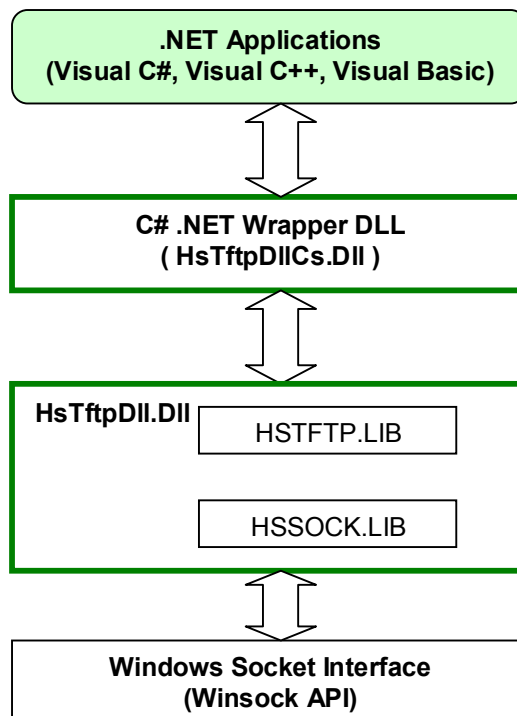 .NET Applications
(Visual C#, Visual C++, Visual Basic)
C# .NET Wrapper DLL
( HsTftpDllCs.Dll )
HsTftpDll.Dll
HSTFTP.LIB
HSSOCK.LIB
Windows Socket Interface
(Winsock API)